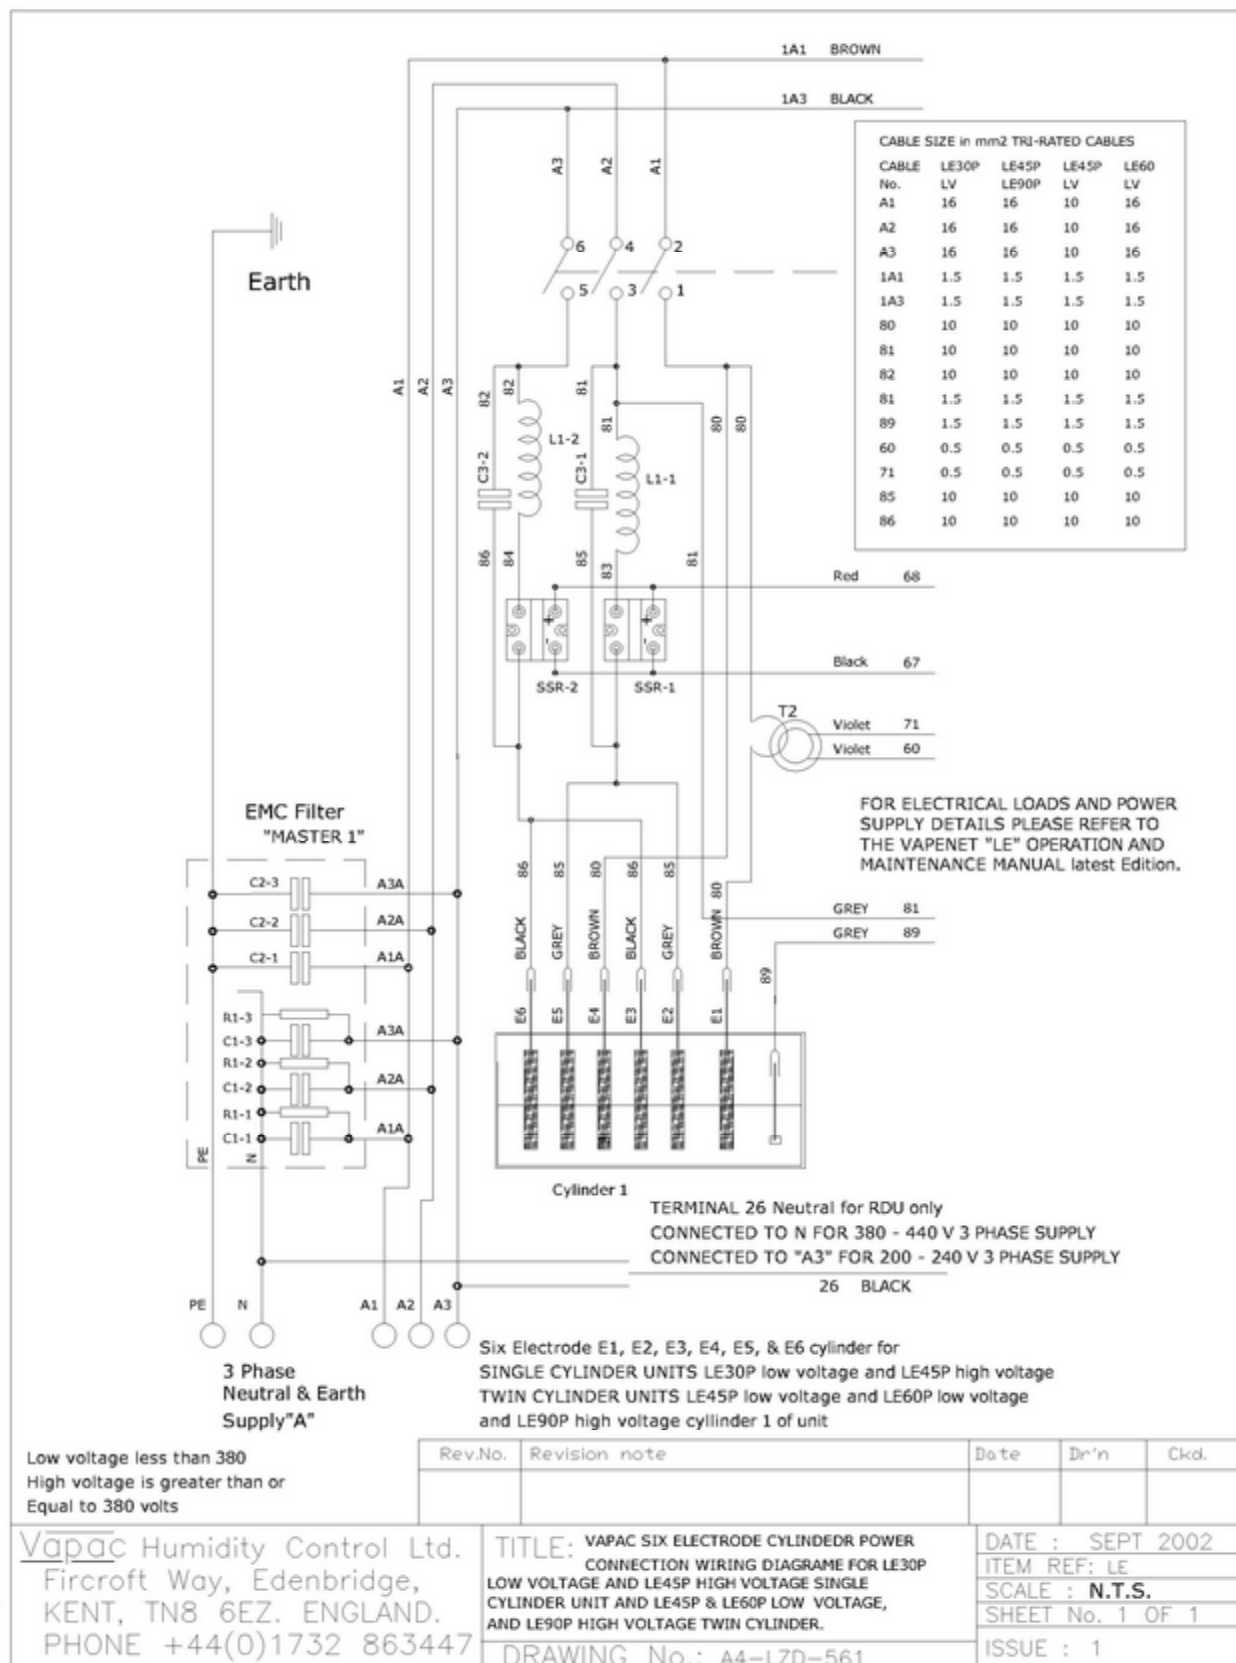 1A1 BROWN
1A3 BLACK
A3
A2
A1
CABLE SIZE in mm2 TRI-RATED CABLES
CABLE LE30P LE45P LE45P LE60
No. LV LE90P LV LV
A1 16 16 10 16
A2 16 16 10 16
A3 16 16 10 16
1A1 1.5 1.5 1.5 1.5
1A3 1.5 1.5 1.5 1.5
80 10 10 10 10
81 10 10 10 10
82 10 10 10 10
81 1.5 1.5 1.5 1.5
89 1.5 1.5 1.5 1.5
60 0.5 0.5 0.5 0.5
71 0.5 0.5 0.5 0.5
85 10 10 10 10
86 10 10 10 10
6 4 2
5 3 1
Earth
A1 A2 A3
82 82 81 81 80 80
L1-2
C3-2
C3-1
L1-1
86 84 85 83 81
Red 68
+ +
- -
Black 67
SSR-2 SSR-1
T2
Violet 71
Violet 60
FOR ELECTRICAL LOADS AND POWER
SUPPLY DETAILS PLEASE REFER TO
THE VAPENET "LE" OPERATION AND
MAINTENANCE MANUAL latest Edition.
EMC Filter
"MASTER 1"
86 85 80 86 85 80
BLACK GREY BROWN BLACK GREY BROWN
GREY 81
GREY 89
89
C2-3 A3A
C2-2 A2A
C2-1 A1A
E6 E5 E4 E3 E2 E1
R1-3
C1-3 A3A
R1-2
C1-2 A2A
R1-1
C1-1 A1A
PE N
Cylinder 1
TERMINAL 26 Neutral for RDU only
CONNECTED TO N FOR 380 - 440 V 3 PHASE SUPPLY
CONNECTED TO "A3" FOR 200 - 240 V 3 PHASE SUPPLY
26 BLACK
PE N A1 A2 A3
3 Phase
Neutral & Earth
Supply"A"
Six Electrode E1, E2, E3, E4, E5, & E6 cylinder for
SINGLE CYLINDER UNITS LE30P low voltage and LE45P high voltage
TWIN CYLINDER UNITS LE45P low voltage and LE60P low voltage
and LE90P high voltage cyllinder 1 of unit
Low voltage less than 380
High voltage is greater than or
Equal to 380 volts
Rev.No. Revision note Date Dr'n Ckd.
Vapac Humidity Control Ltd.
Fircroft Way, Edenbridge,
KENT, TN8 6EZ. ENGLAND.
PHONE +44(0)1732 863447
TITLE: VAPAC SIX ELECTRODE CYLINDEDR POWER
CONNECTION WIRING DIAGRAME FOR LE30P
LOW VOLTAGE AND LE45P HIGH VOLTAGE SINGLE
CYLINDER UNIT AND LE45P & LE60P LOW VOLTAGE,
AND LE90P HIGH VOLTAGE TWIN CYLINDER.
DRAWING No.: A4-LZD-561
DATE : SEPT 2002
ITEM REF: LE
SCALE : N.T.S.
SHEET No. 1 OF 1
ISSUE : 1